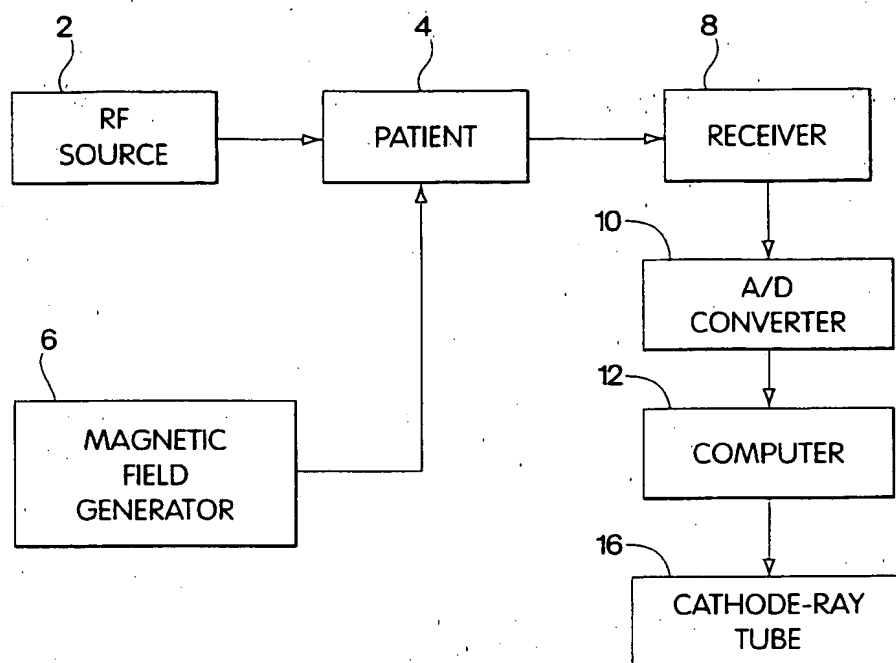 2
4
8
RF
SOURCE
PATIENT
RECEIVER
10
A/D
CONVERTER
6
12
MAGNETIC
FIELD
GENERATOR
COMPUTER
16
CATHODE-RAY
TUBE